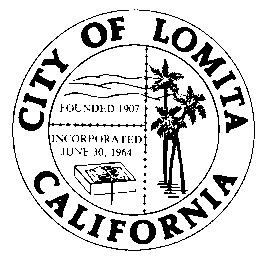 CITY OF LOMITA
FOUNDED 1907
INCORPORATED
JUNE 30, 1964
CALIFORNIA